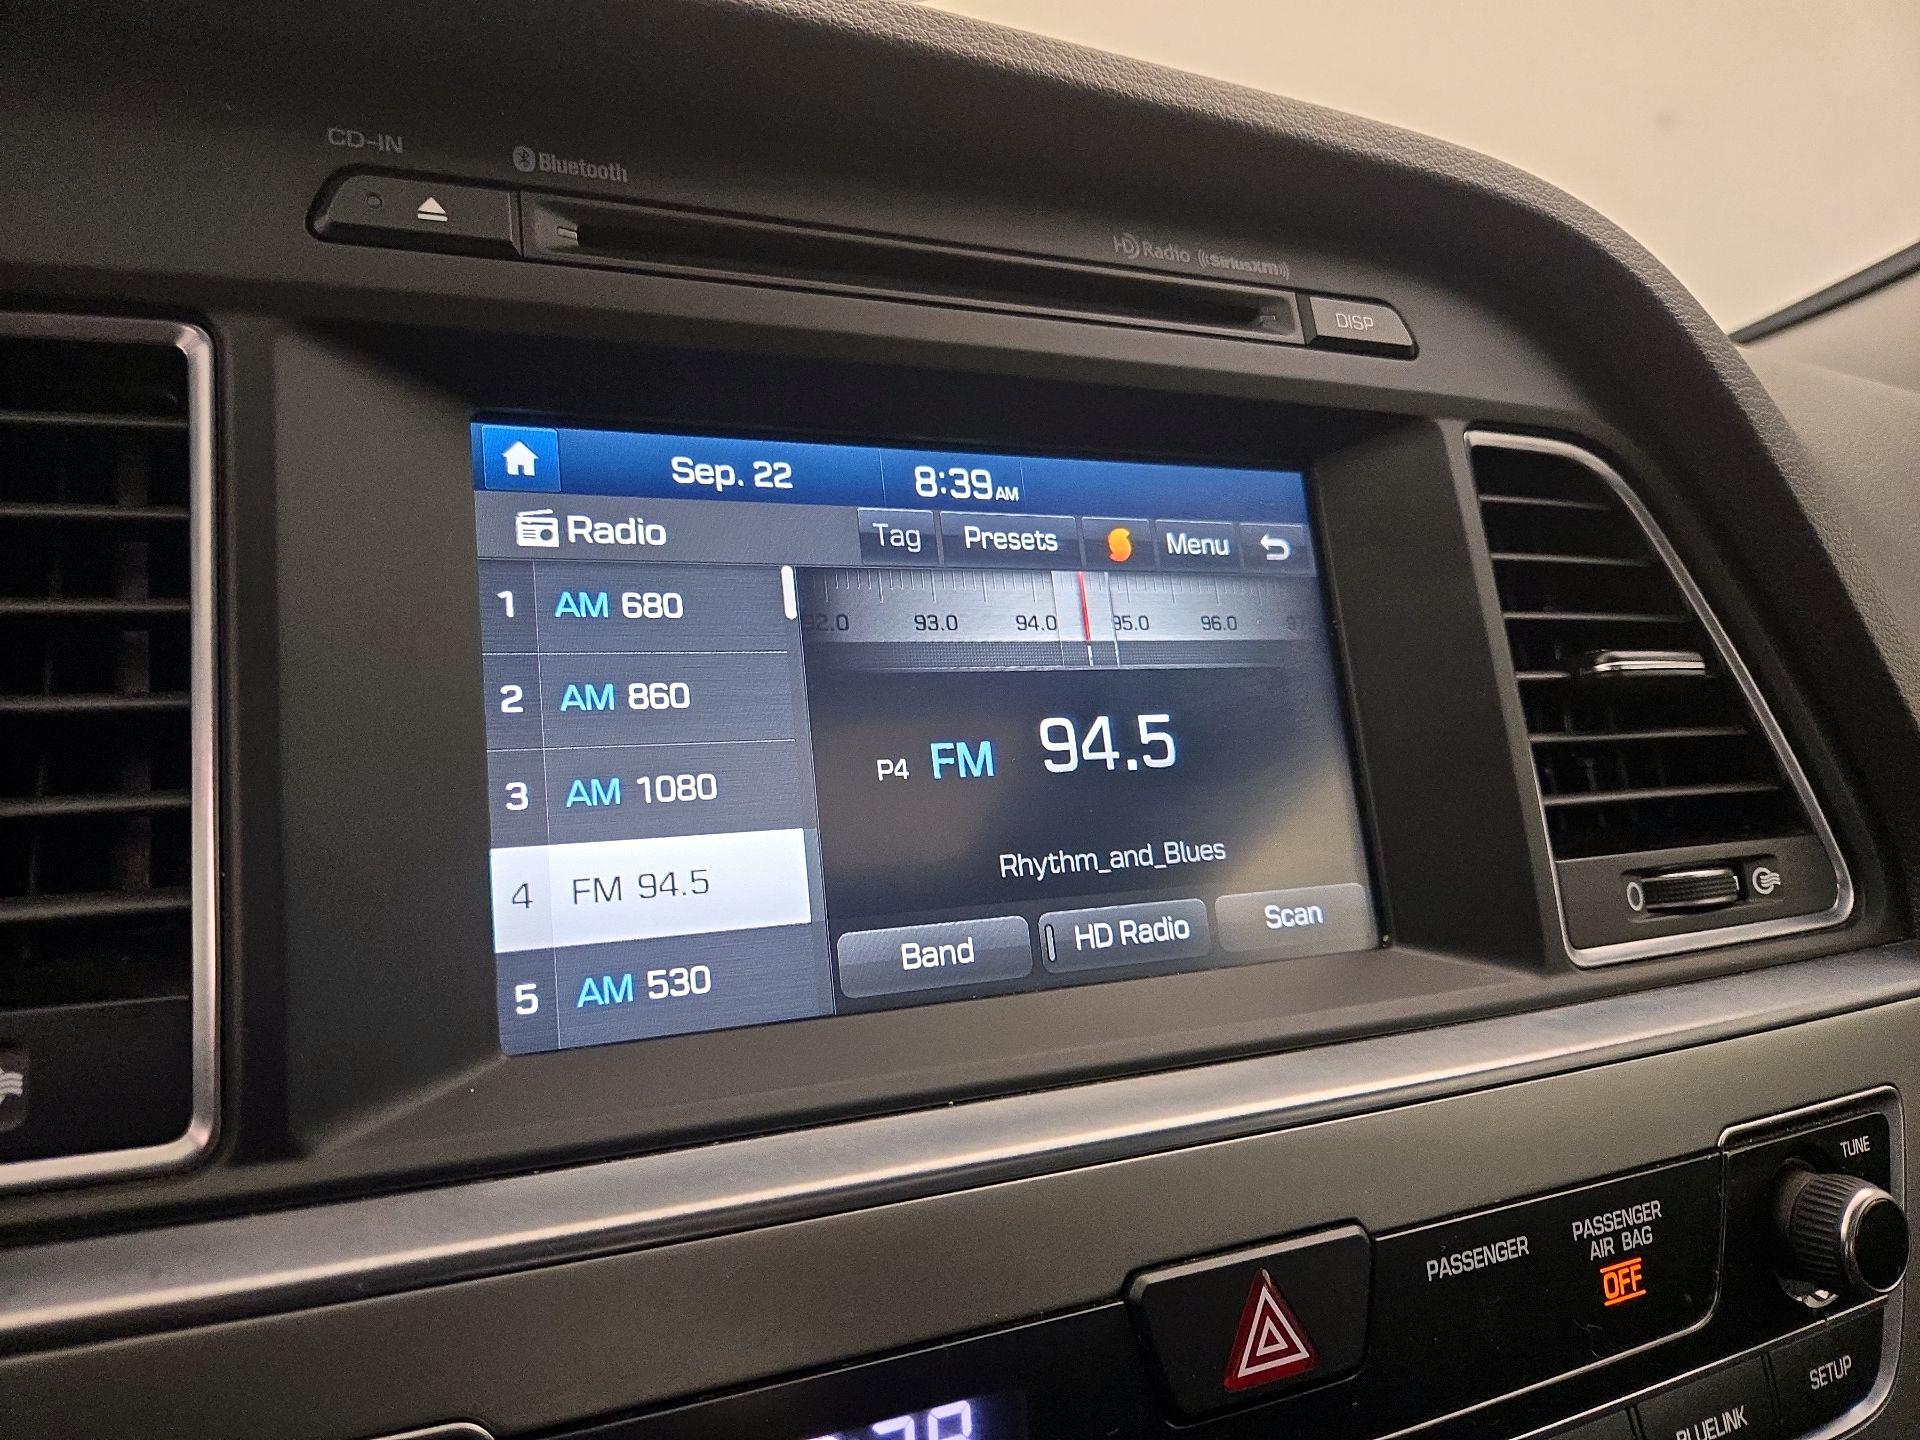 CD-IN
Bluetooth
HD Radio ((siriusxm))
DISP
Sep. 22 8:39 AM
Radio Tag Presets Menu
1 AM 680
2 AM 860
3 AM 1080
4 FM 94.5
5 AM 530
93.0 94.0 95.0 96.0
P4 FM 94.5
Rhythm_and_Blues
Band HD Radio Scan
TUNE
PASSENGER
PASSENGER
AIR BAG
OFF
SETUP
BLUELINK